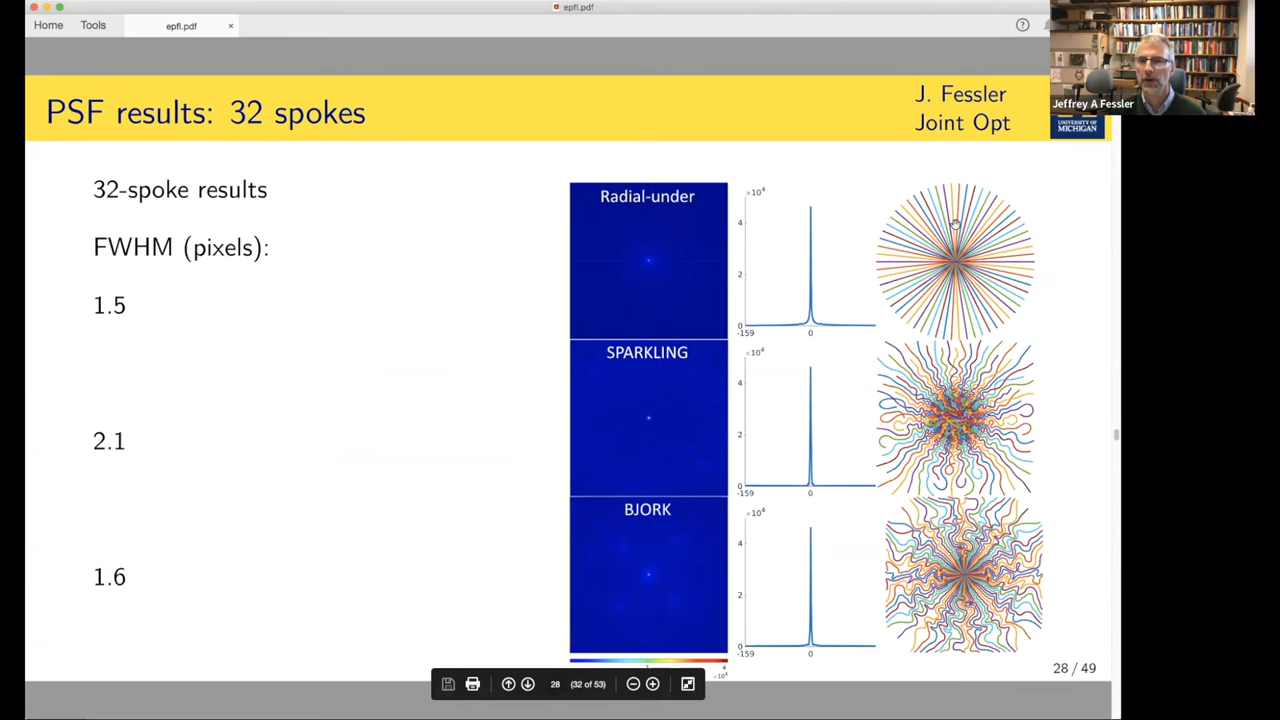 epfl.pdf
Home
Tools
epfl.pdf
×
?
Jeffrey A Fessler
PSF results: 32 spokes
J. Fessler
Joint Opt
UNIVERSITY OF
MICHIGAN
32-spoke results
FWHM (pixels):
1.5
2.1
1.6
Radial-under
×10⁴
4
2
0
-159
0
SPARKLING
×10⁴
4
2
0
-159
0
BJORK
×10⁴
4
2
0
-159
0
4
×10⁴
28 / 49
28
(32 of 53)